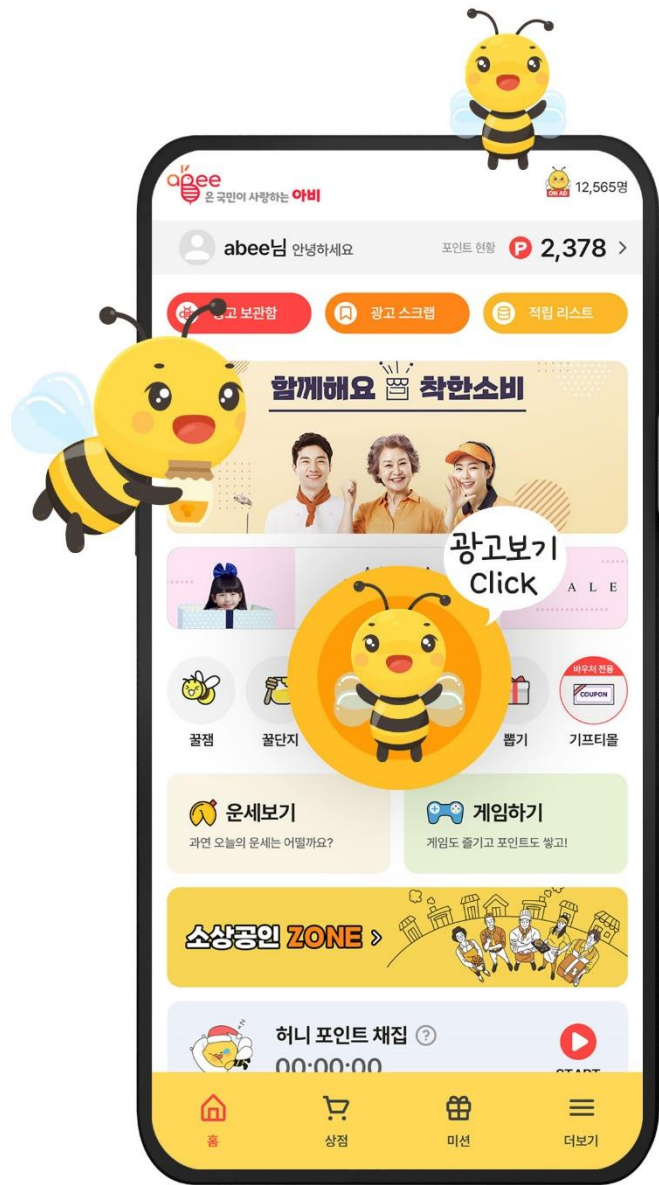 abee
온 국민이 사랑하는 아비
ON AD 12,565명
abee님 안녕하세요 포인트 현황 P 2,378 >
보관함 광고 스크랩 적립 리스트
함께해요 착한소비
광고보기
Click
A L E
바우처 전용
COUPON
꿀잼 꿀단지 뽑기 기프티몰
운세보기 게임하기
과연 오늘의 운세는 어떨까요? 게임도 즐기고 포인트도 쌓고!
소상공인 ZONE >
허니 포인트 채집 ?
00:00:00
START
홈 상점 미션 더보기